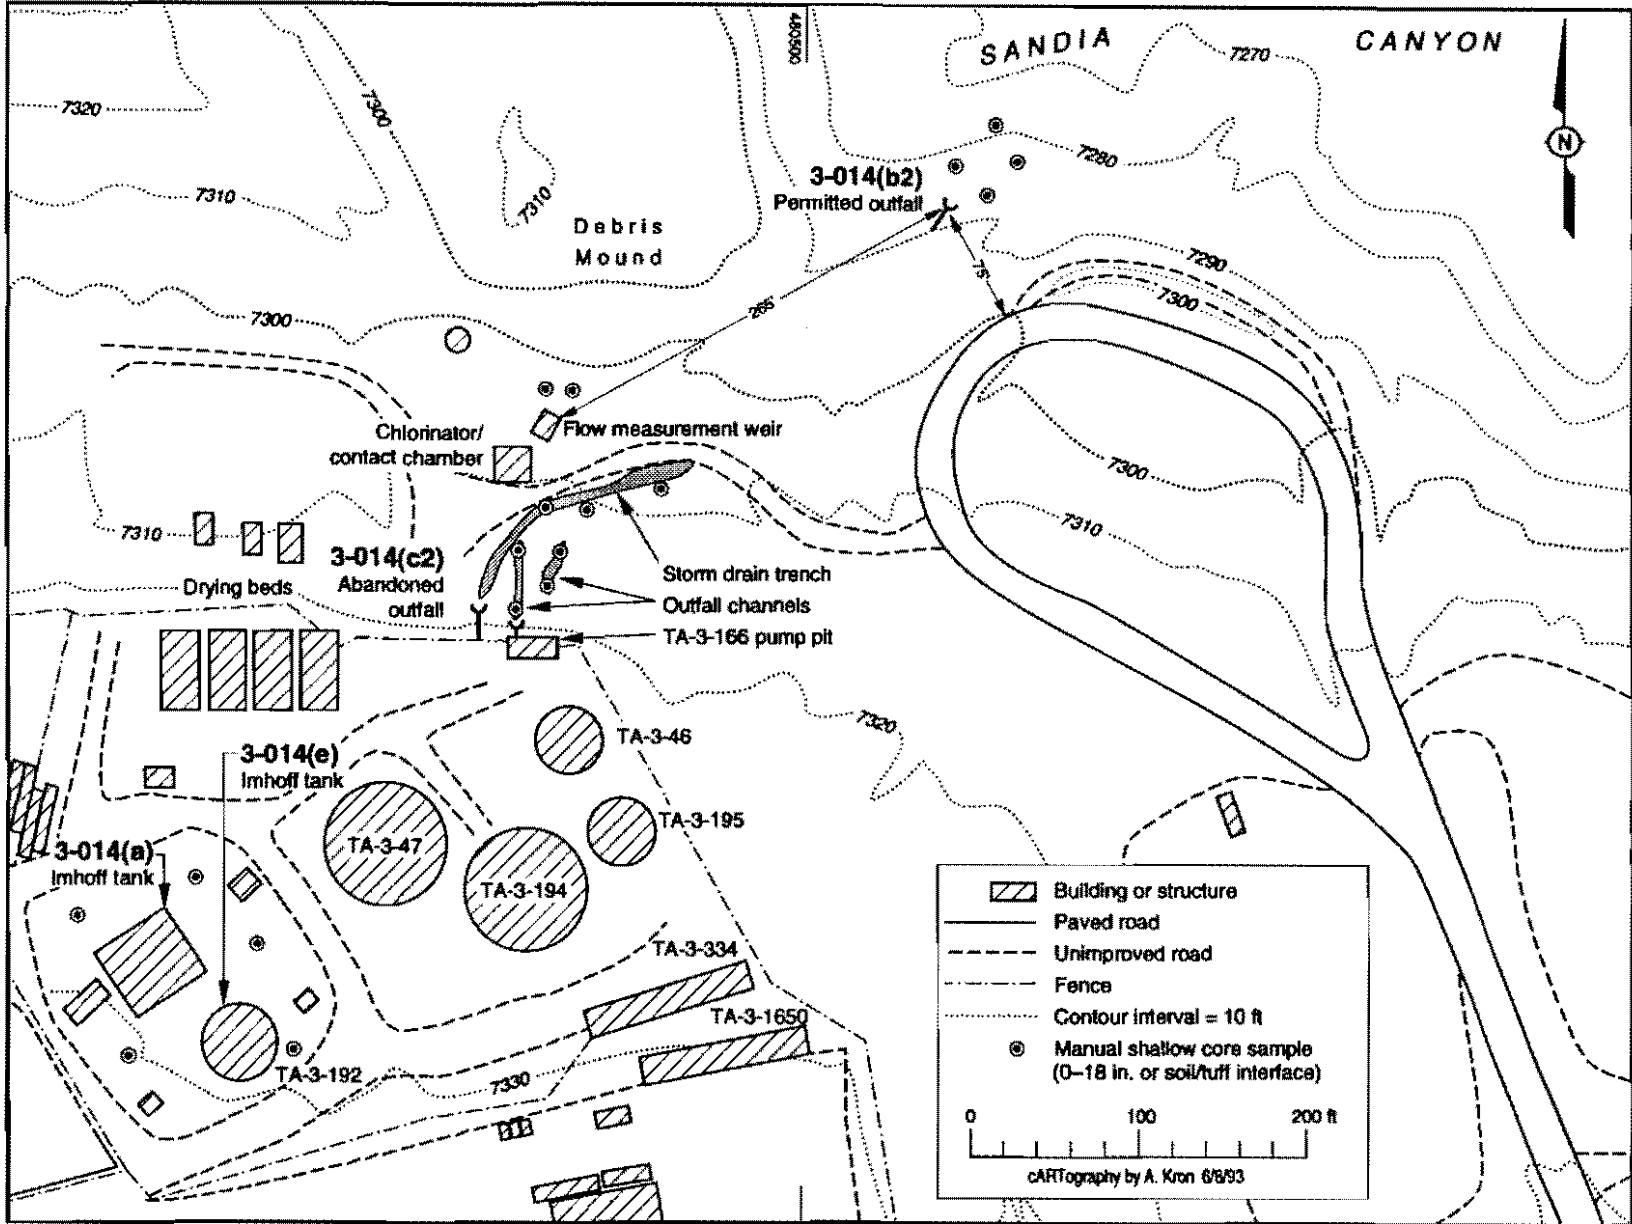 480500
SANDIA CANYON
7270
7320
7300
7280
3-014(b2)
Permitted outfall
N
7310
7310
Debris
Mound
75'
7290
7300
265'
7300
Chlorinator/
contact chamber
Flow measurement weir
7300
7310
7310
3-014(c2)
Abandoned
outfall
Drying beds
Storm drain trench
Outfall channels
TA-3-166 pump pit
7320
TA-3-46
3-014(e)
Imhoff tank
TA-3-195
TA-3-47
3-014(a)
Imhoff tank
TA-3-194
TA-3-334
TA-3-1650
TA-3-192
7330
Building or structure
Paved road
Unimproved road
Fence
Contour interval = 10 ft
Manual shallow core sample
(0–18 in. or soil/tuff interface)
0 100 200 ft
cARTography by A. Kron 6/8/93